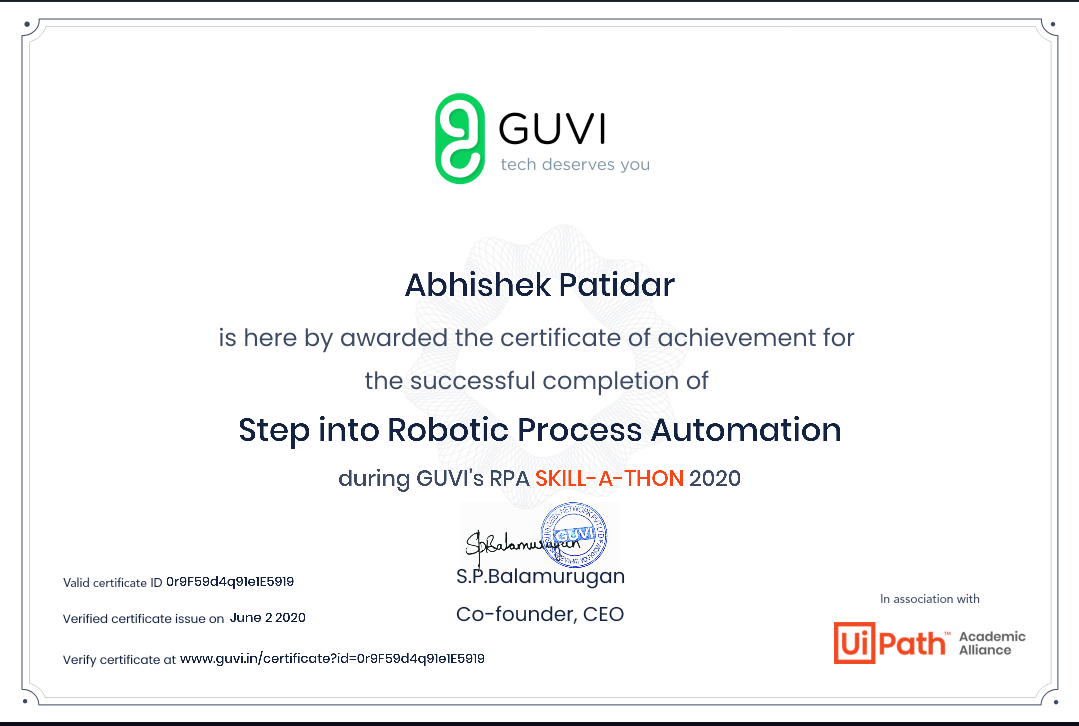 GUVI
tech deserves you
Abhishek Patidar
is here by awarded the certificate of achievement for
the successful completion of
Step into Robotic Process Automation
during GUVI's RPA SKILL-A-THON 2020
SPBalamurugan
GUVI
S.P.Balamurugan
Co-founder, CEO
Valid certificate ID 0r9F59d4q91e1E5919
Verified certificate issue on June 2 2020
Verify certificate at www.guvi.in/certificate?id=0r9F59d4q91e1E5919
In association with
UiPath™ Academic
Alliance